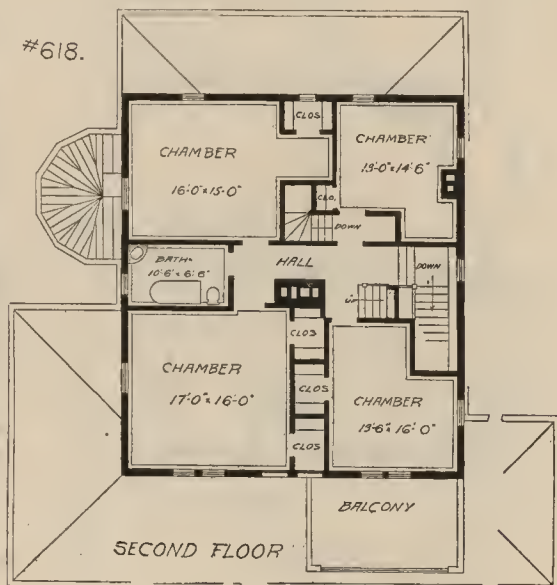 #618.
CLOS.
CHAMBER
16'-0" x 15'-0"
CHAMBER
13'-0" x 14'-6"
CLO.
DOWN
BATH
10'-6" x 6'-6"
HALL
DOWN
UP
CLOS
CHAMBER
17'-0" x 16'-0"
CLOS
CHAMBER
13'-6" x 16'-0"
CLOS
BALCONY
SECOND FLOOR